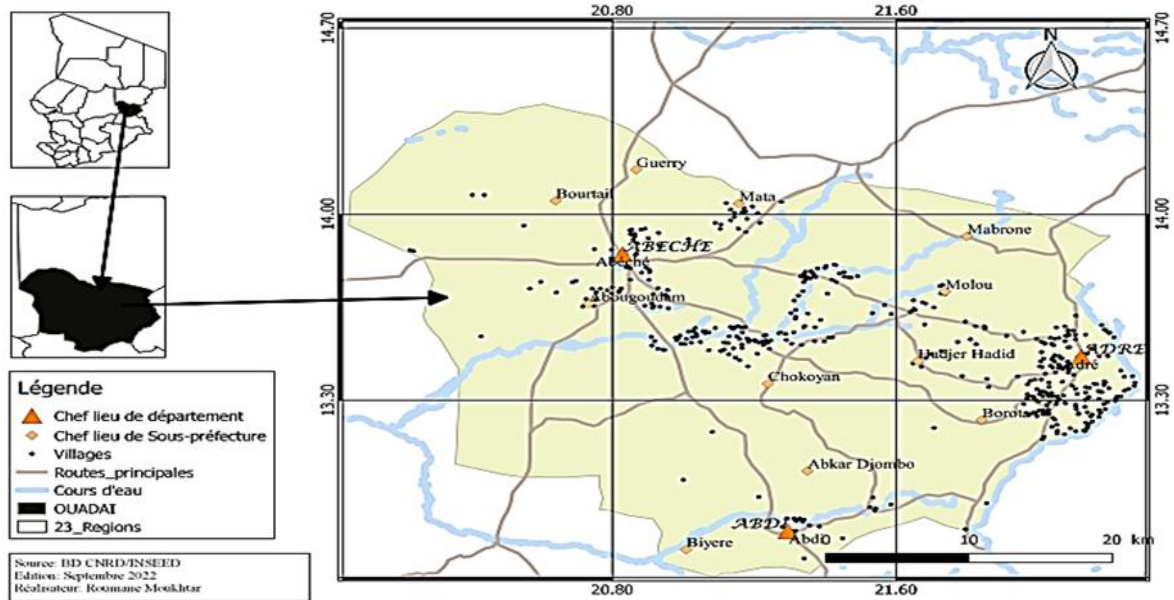 20.80 21.60
14.70 14.70
N
Guerry
Bourtail
Mata
14.00 14.00
Mabrone
ABECHE
Abéché
Molou
Abougoudam
ADRE
Hadjer Hadid
Adré
Chokoyan
13.30 13.30
Borota
Abkar Djombo
ABDI
Abdi
Biyere
0 10 20 km
20.80 21.60
Légende
Chef lieu de département
Chef lieu de Sous-préfecture
Villages
Routes_principales
Cours d'eau
OUADAI
23_Regions
Source: BD CNRD/INSEED
Edition: Septembre 2022
Réalisateur: Roumane Moukhtar